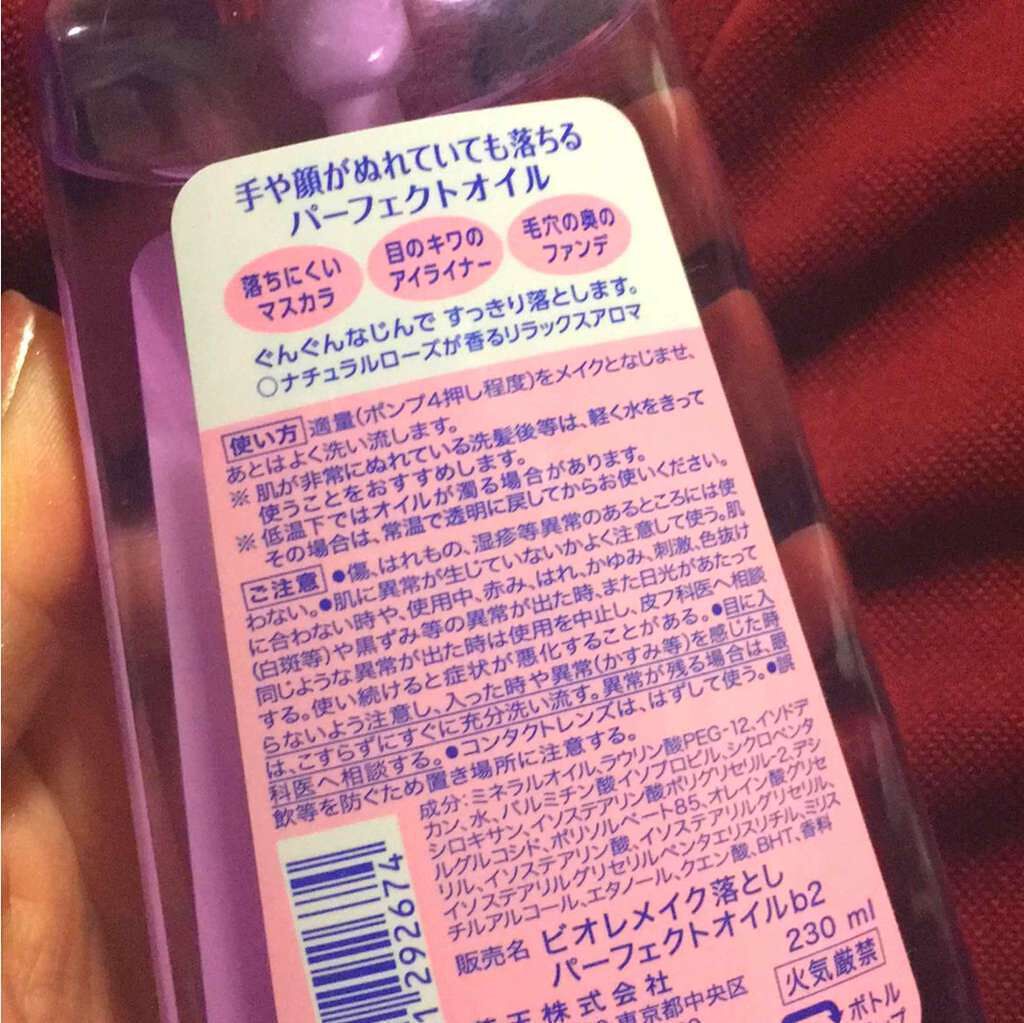 手や顔がぬれていても落ちる
パーフェクトオイル
落ちにくい
マスカラ
目のキワの
アイライナー
毛穴の奥の
ファンデ
ぐんぐんなじんで すっきり落とします。
○ナチュラルローズが香るリラックスアロマ
使い方 適量(ポンプ4押し程度)をメイクとなじませ、
あとはよく洗い流します。
※ 肌が非常にぬれている洗髪後等は、軽く水をきって
使うことをおすすめします。
※ 低温下ではオイルが濁る場合があります。
その場合は、常温で透明に戻してからお使いください。
ご注意 ●傷、はれもの、湿疹等異常のあるところには使
わない。●肌に異常が生じていないかよく注意して使う。肌
に合わない時や、使用中、赤み、はれ、かゆみ、刺激、色抜け
(白斑等)や黒ずみ等の異常が出た時、また日光があたって
同じような異常が出た時は使用を中止し、皮フ科医へ相談
する。使い続けると症状が悪化することがある。●目に入
らないよう注意し、入った時や異常(かすみ等)を感じた時
は、こすらずにすぐに充分洗い流す。異常が残る場合は、眼
科医へ相談する。●コンタクトレンズは、はずして使う。●誤
飲等を防ぐため置き場所に注意する。
成分:ミネラルオイル、ラウリン酸PEG-12、イソドデ
カン、水、パルミチン酸イソプロピル、シクロペンタ
シロキサン、イソステアリン酸ポリグリセリル-2、デシ
ルグルコシド、ポリソルベート85、オレイン酸グリセ
リル、イソステアリン酸、イソステアリルグリセリル、
イソステアリルグリセリルペンタエリスリチル、ミリス
チルアルコール、エタノール、クエン酸、BHT、香料
販売名 ビオレメイク落とし
パーフェクトオイルb2
230 ml
王株式会社
東京都中央区
火気厳禁
ボトル
1292674